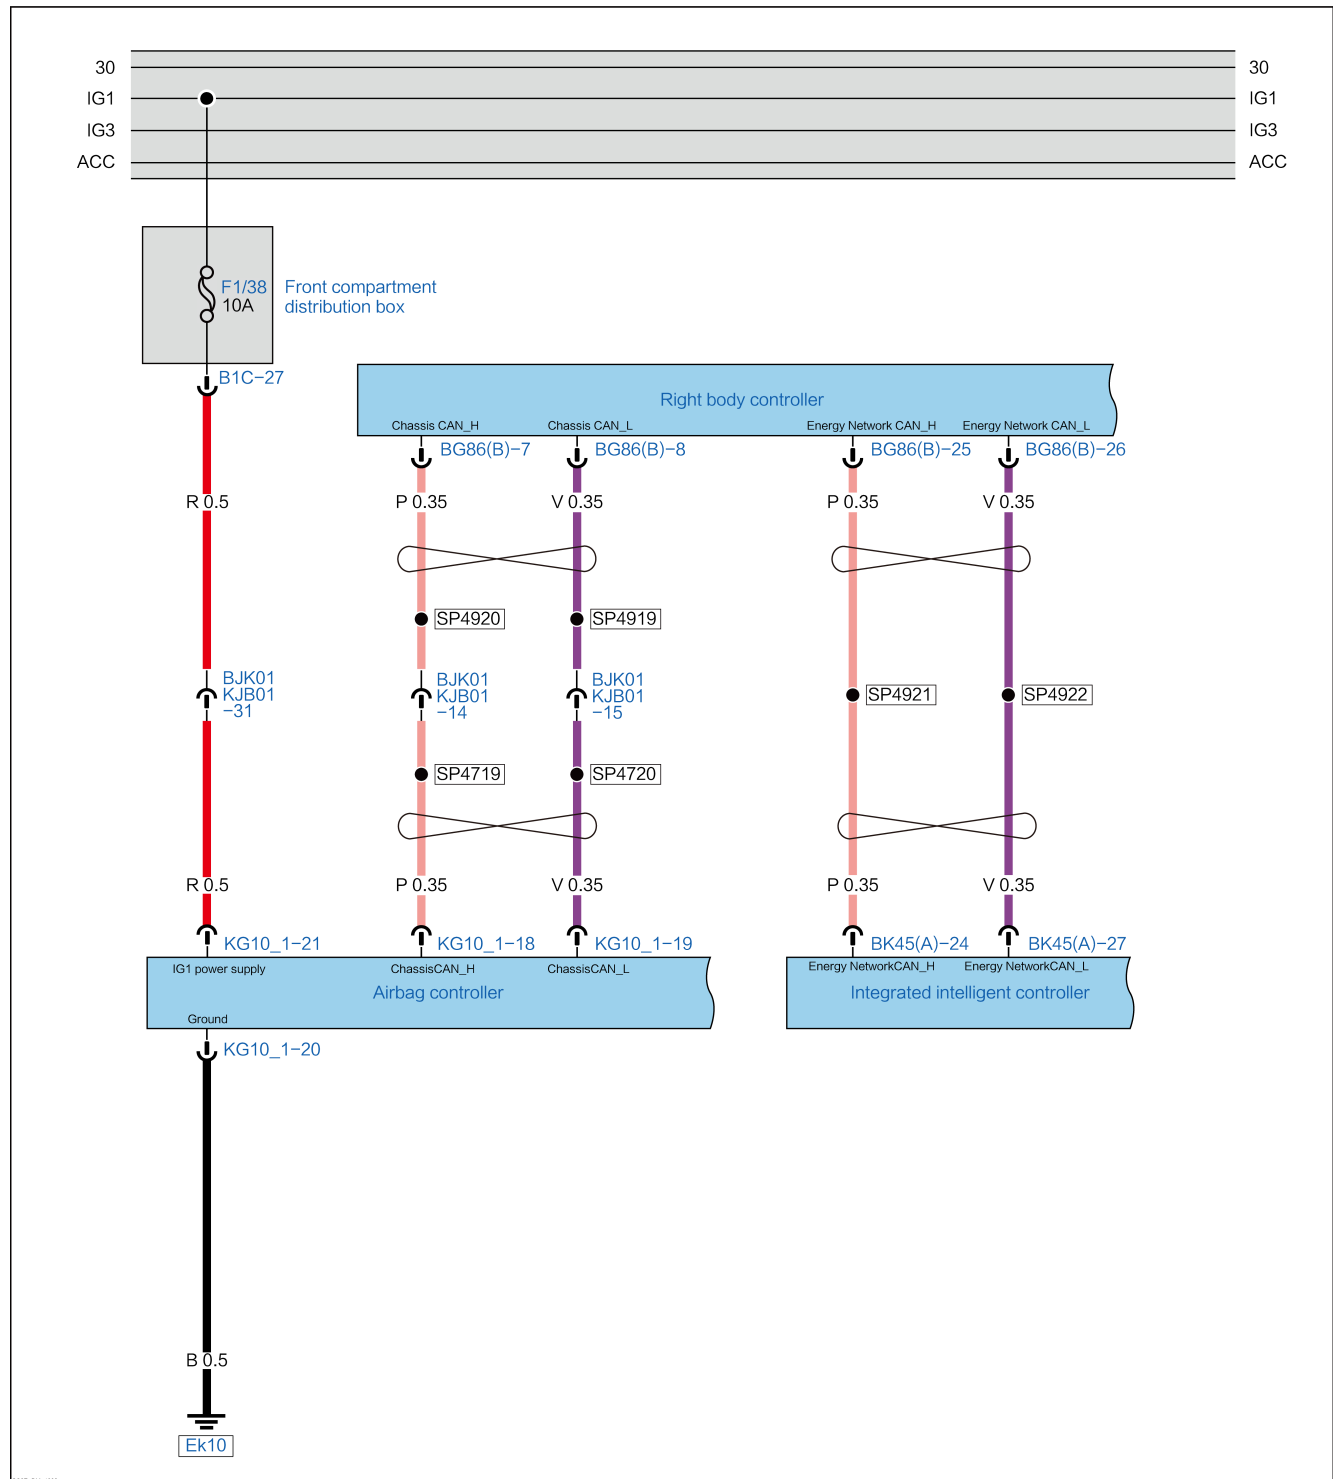 30 30
IG1 IG1
IG3 IG3
ACC ACC
F1/38
10A
Front compartment
distribution box
B1C-27
Right body controller
Chassis CAN_H Chassis CAN_L Energy Network CAN_H Energy Network CAN_L
BG86(B)-7 BG86(B)-8 BG86(B)-25 BG86(B)-26
R 0.5 P 0.35 V 0.35 P 0.35 V 0.35
SP4920 SP4919
BJK01 BJK01 BJK01
KJB01 KJB01 KJB01
-31 -14 -15
SP4921 SP4922
SP4719 SP4720
R 0.5 P 0.35 V 0.35 P 0.35 V 0.35
KG10_1-21 KG10_1-18 KG10_1-19 BK45(A)-24 BK45(A)-27
IG1 power supply ChassisCAN_H ChassisCAN_L Energy NetworkCAN_H Energy NetworkCAN_L
Airbag controller Integrated intelligent controller
Ground
KG10_1-20
B 0.5
Ek10